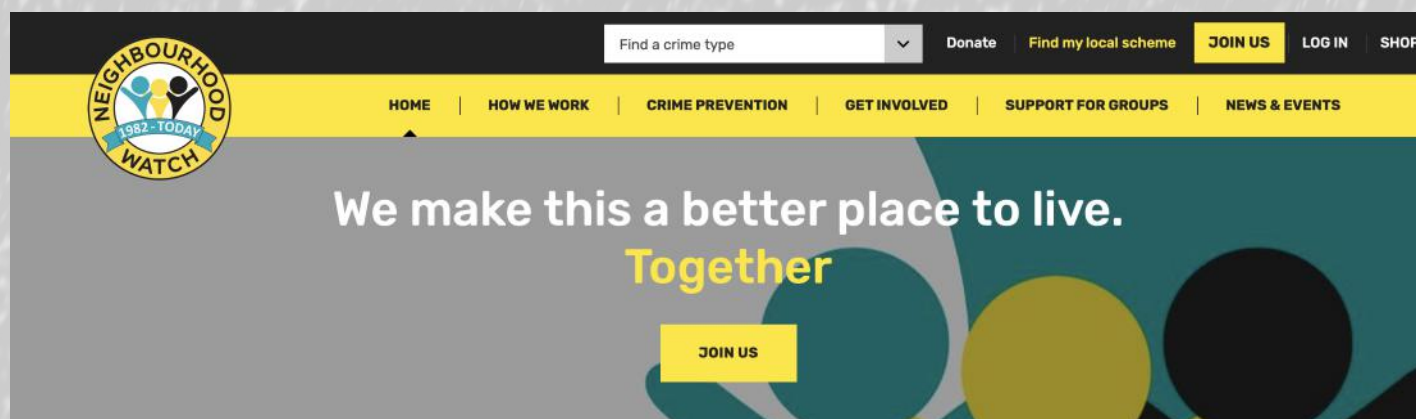 Find a crime type
Donate
Find my local scheme
JOIN US
LOG IN
SHOP
NEIGHBOURHOOD
1982 - TODAY
WATCH
HOME
HOW WE WORK
CRIME PREVENTION
GET INVOLVED
SUPPORT FOR GROUPS
NEWS & EVENTS
We make this a better place to live.
Together
JOIN US